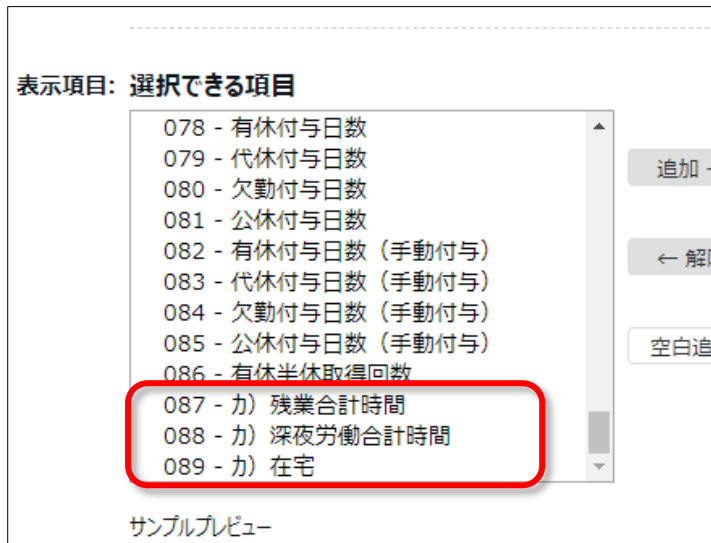 表示項目: 選択できる項目
078 - 有休付与日数
079 - 代休付与日数
080 - 欠勤付与日数
081 - 公休付与日数
082 - 有休付与日数（手動付与）
083 - 代休付与日数（手動付与）
084 - 欠勤付与日数（手動付与）
085 - 公休付与日数（手動付与）
086 - 有休半休取得回数
087 - カ）残業合計時間
088 - カ）深夜労働合計時間
089 - カ）在宅
追加
← 解
空白追
サンプルプレビュー